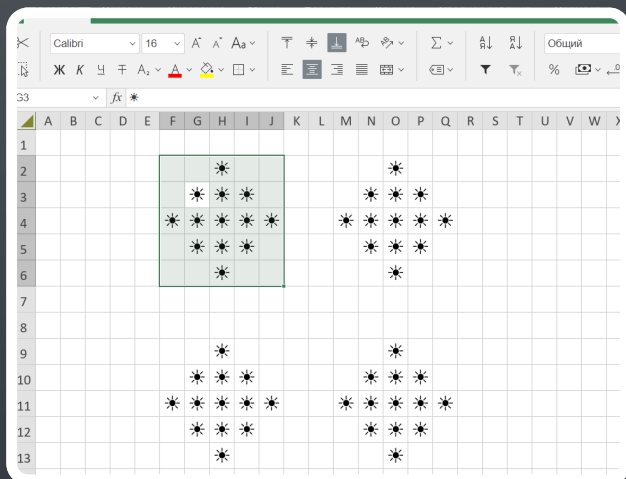 Calibri 16 A A Aa Σ А Я Я А Общий
Ж К Ч Т A₂ А %
G3 fx ☀
A B C D E F G H I J K L M N O P Q R S T U V W X
1
2 ☀ ☀
3 ☀ ☀ ☀ ☀ ☀ ☀
4 ☀ ☀ ☀ ☀ ☀ ☀ ☀ ☀ ☀ ☀
5 ☀ ☀ ☀ ☀ ☀ ☀
6 ☀ ☀
7
8
9 ☀ ☀
10 ☀ ☀ ☀ ☀ ☀ ☀
11 ☀ ☀ ☀ ☀ ☀ ☀ ☀ ☀ ☀ ☀
12 ☀ ☀ ☀ ☀ ☀ ☀
13 ☀ ☀